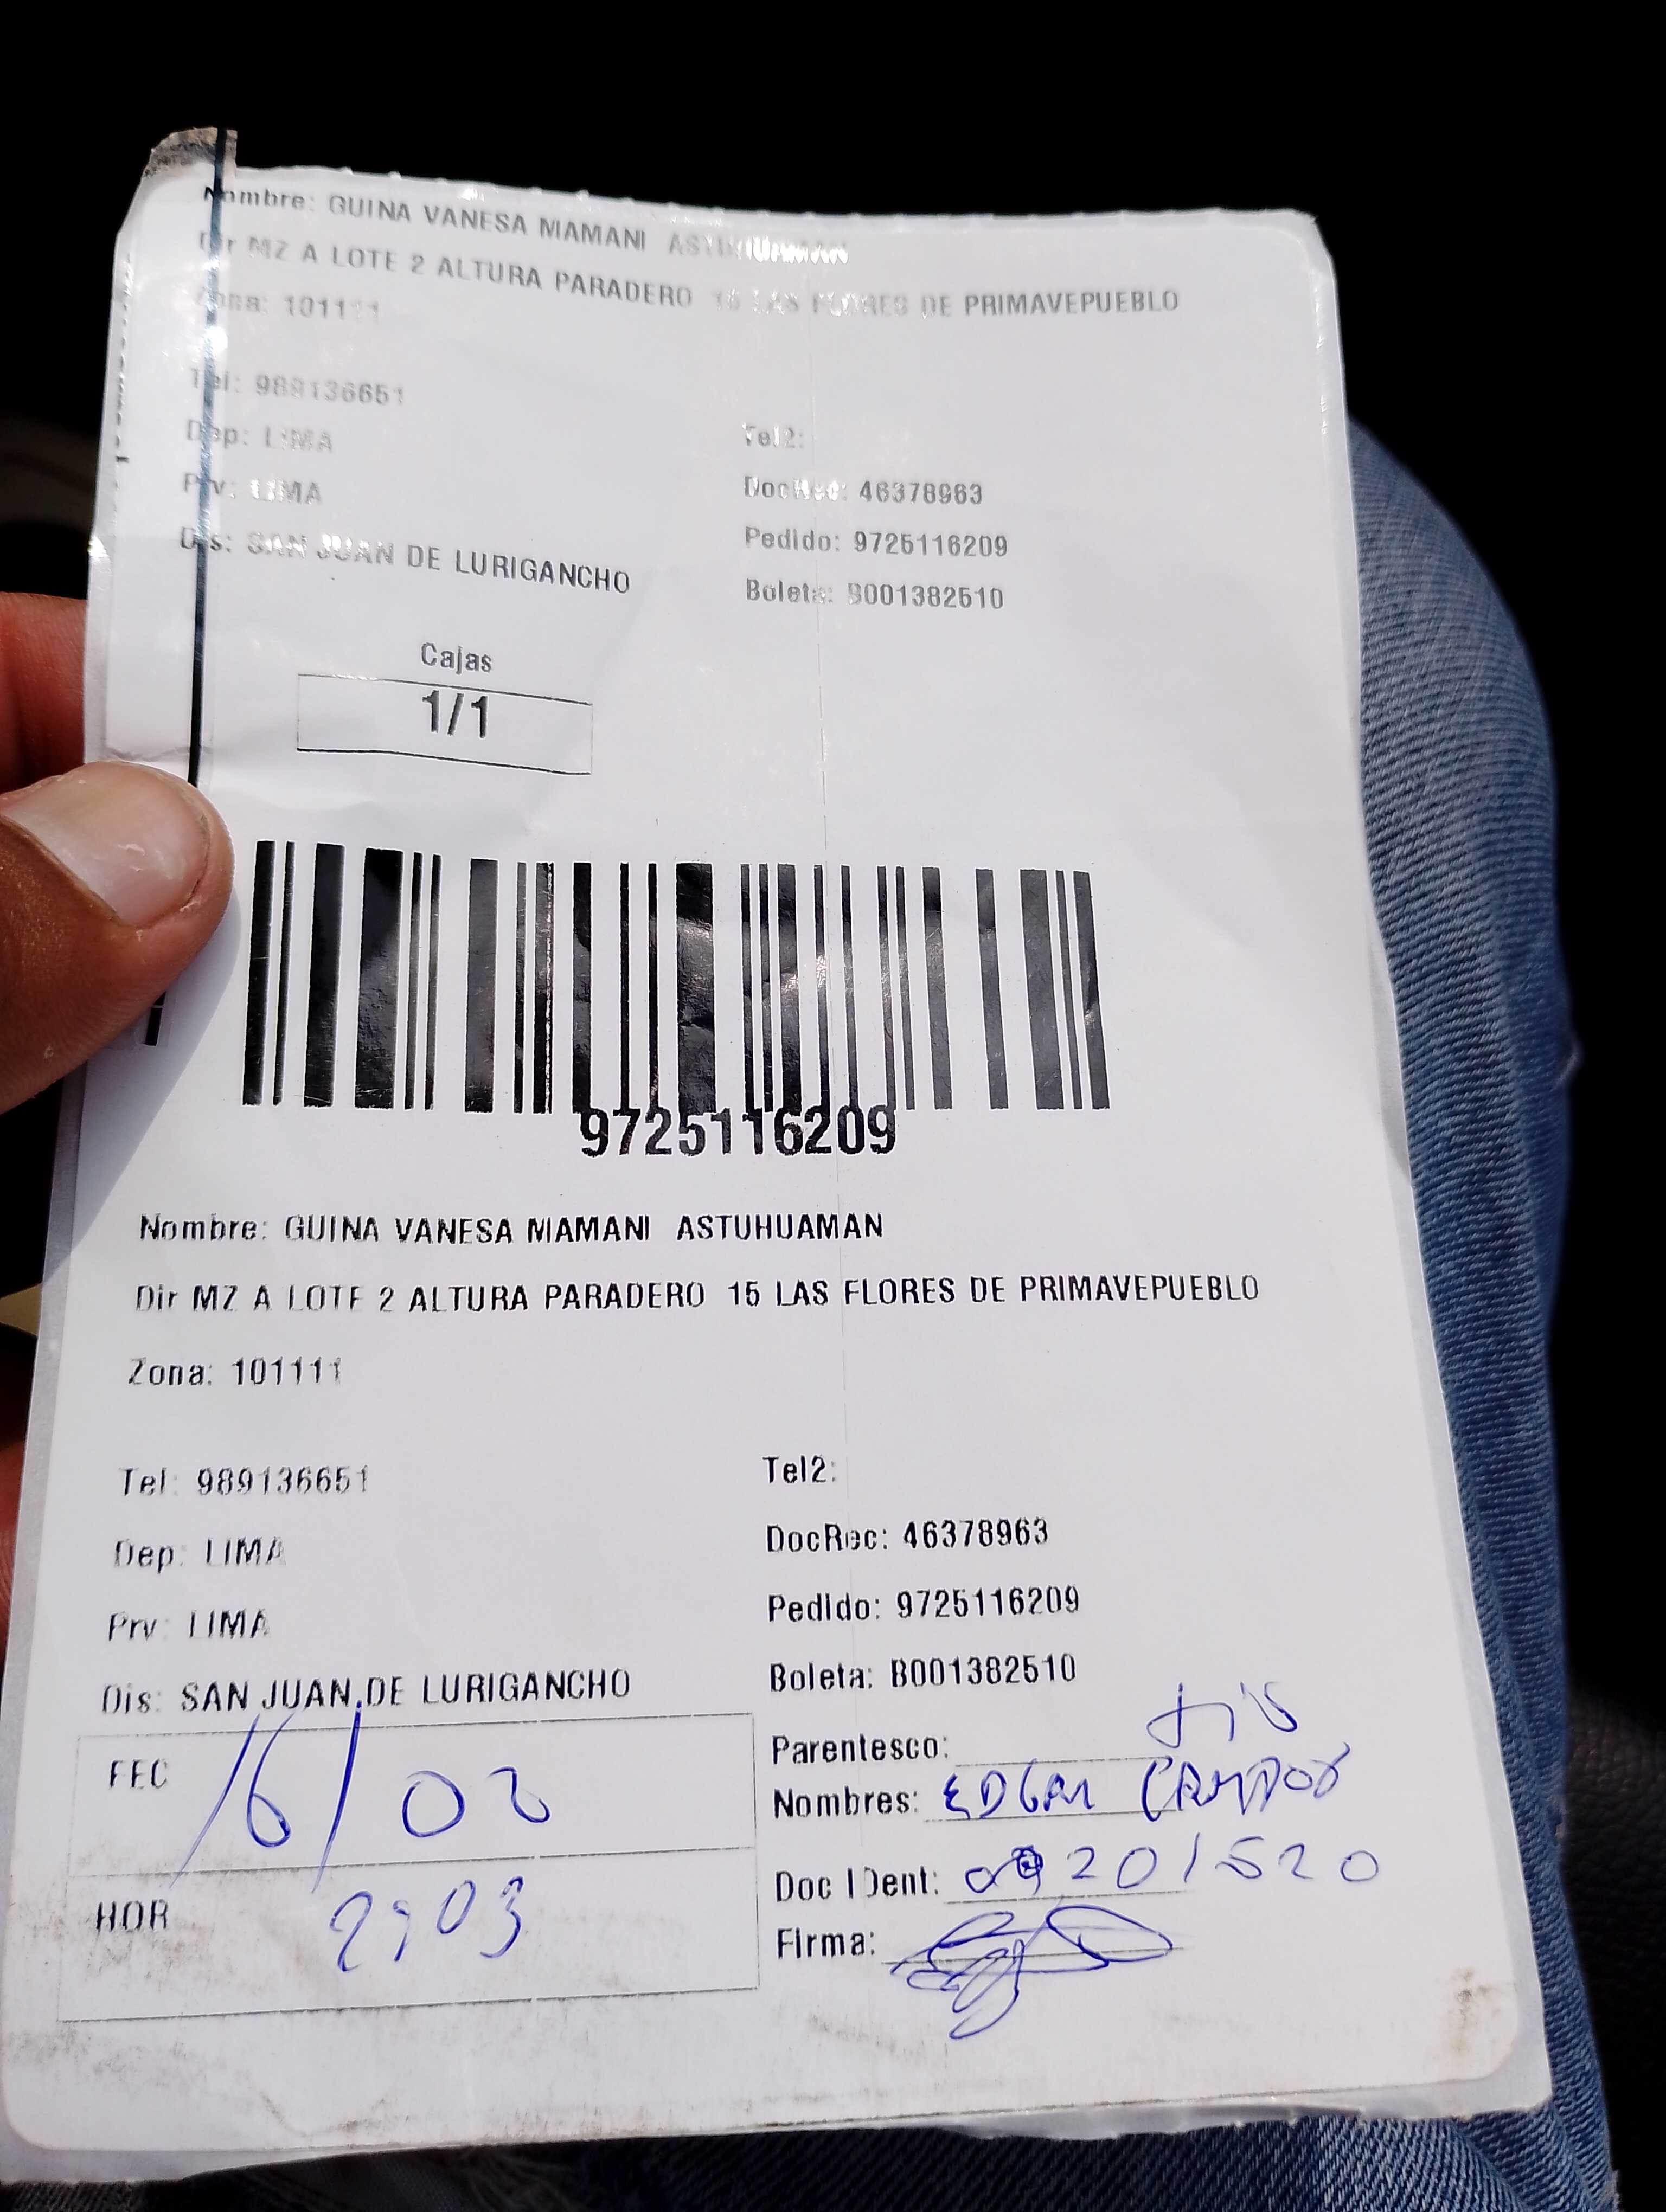 Nombre: GUINA VANESA MAMANI ASTUHUAMAN
Dir MZ A LOTE 2 ALTURA PARADERO 15 LAS FLORES DE PRIMAVEPUEBLO
Zona: 101111
Tel: 989136651
Dep: LIMA
Tel2:
Prv: LIMA
DocRec: 46378963
Dis: SAN JUAN DE LURIGANCHO
Pedido: 9725116209
Boleta: B001382510
Cajas
1/1
9725116209
Nombre: GUINA VANESA MAMANI ASTUHUAMAN
Dir MZ A LOTE 2 ALTURA PARADERO 15 LAS FLORES DE PRIMAVEPUEBLO
Zona: 101111
Tel: 989136651
Tel2:
Dep: LIMA
DocRec: 46378963
Prv: LIMA
Pedido: 9725116209
Dis: SAN JUAN DE LURIGANCHO
Boleta: B001382510
Parentesco: tio
FEC
Nombres: EDGAR CAMPOS
Doc IDent:
HOR
Firma: